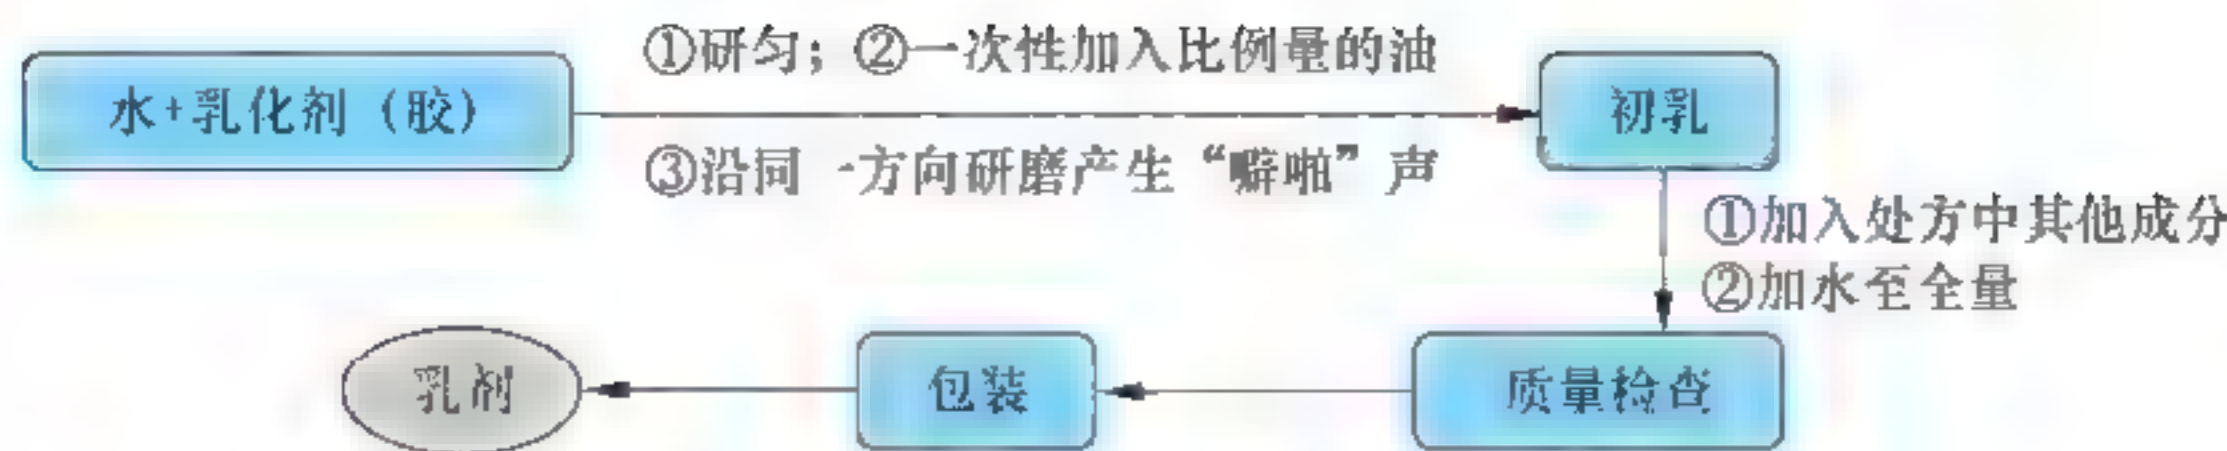 ①研匀；②一次性加入比例量的油
水+乳化剂（胶）
初乳
③沿同一方向研磨产生“噼啪”声
①加入处方中其他成分
②加水至全量
质量检查
包装
乳剂